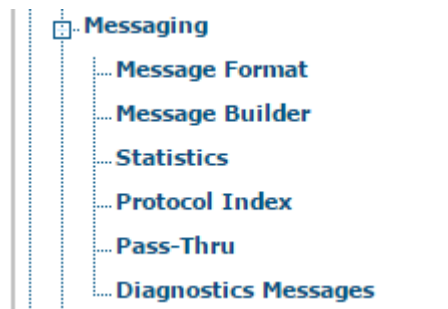 Messaging
Message Format
Message Builder
Statistics
Protocol Index
Pass-Thru
Diagnostics Messages